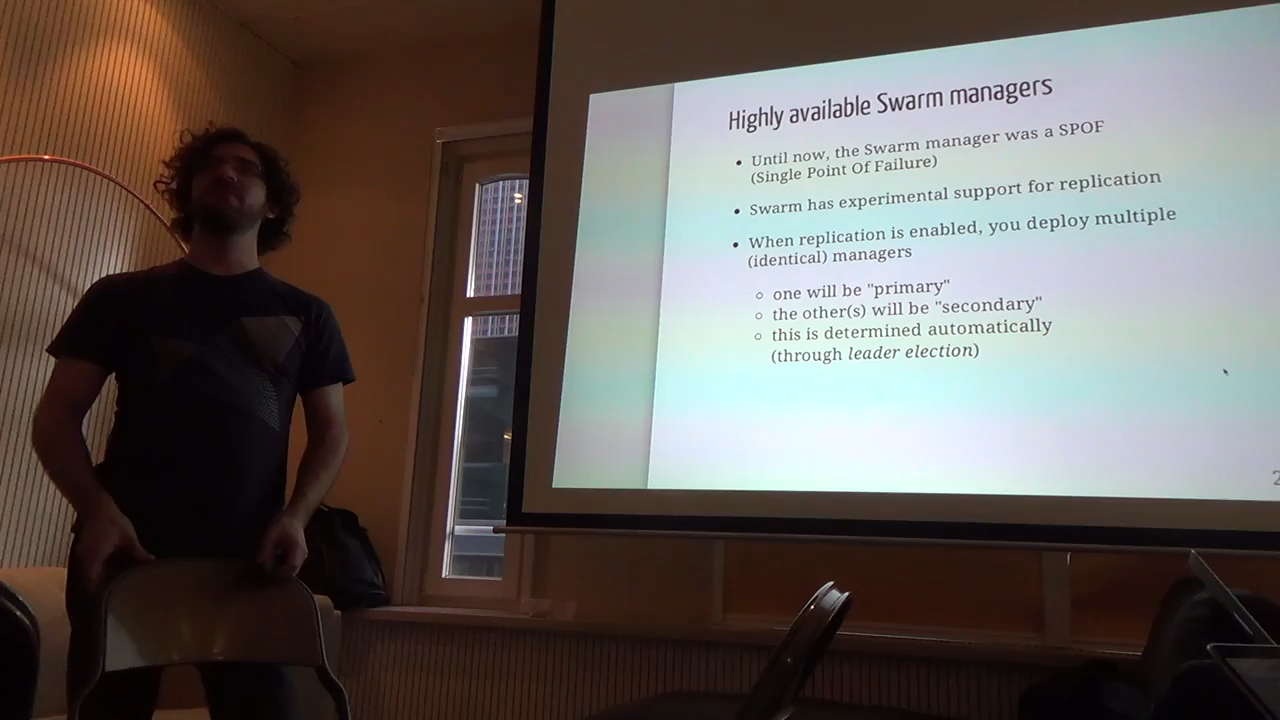 Highly available Swarm managers
• Until now, the Swarm manager was a SPOF
(Single Point Of Failure)
• Swarm has experimental support for replication
• When replication is enabled, you deploy multiple
(identical) managers
○ one will be "primary"
○ the other(s) will be "secondary"
○ this is determined automatically
(through leader election)